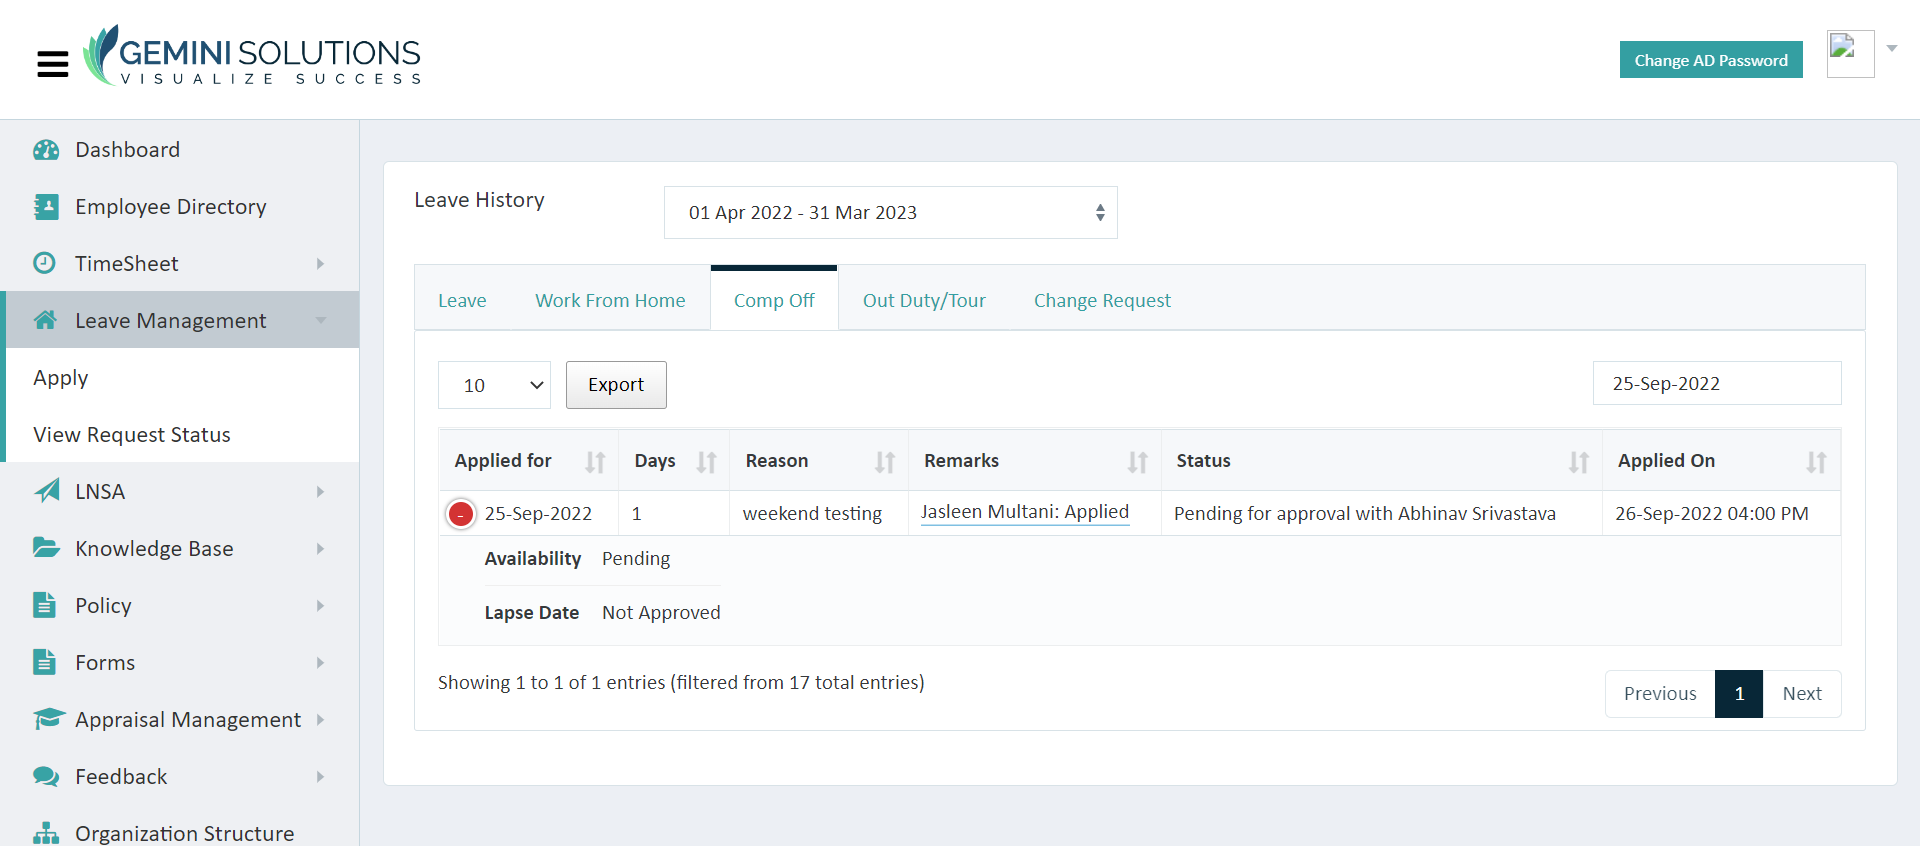 GEMINI SOLUTIONS
VISUALIZE SUCCESS
Change AD Password
Dashboard
Employee Directory
TimeSheet
Leave Management
Apply
View Request Status
LNSA
Knowledge Base
Policy
Forms
Appraisal Management
Feedback
Organization Structure
Leave History
01 Apr 2022 - 31 Mar 2023
Leave Work From Home Comp Off Out Duty/Tour Change Request
10 Export 25-Sep-2022
Applied for Days Reason Remarks Status Applied On
- 25-Sep-2022 1 weekend testing Jasleen Multani: Applied Pending for approval with Abhinav Srivastava 26-Sep-2022 04:00 PM
Availability Pending
Lapse Date Not Approved
Showing 1 to 1 of 1 entries (filtered from 17 total entries)
Previous 1 Next